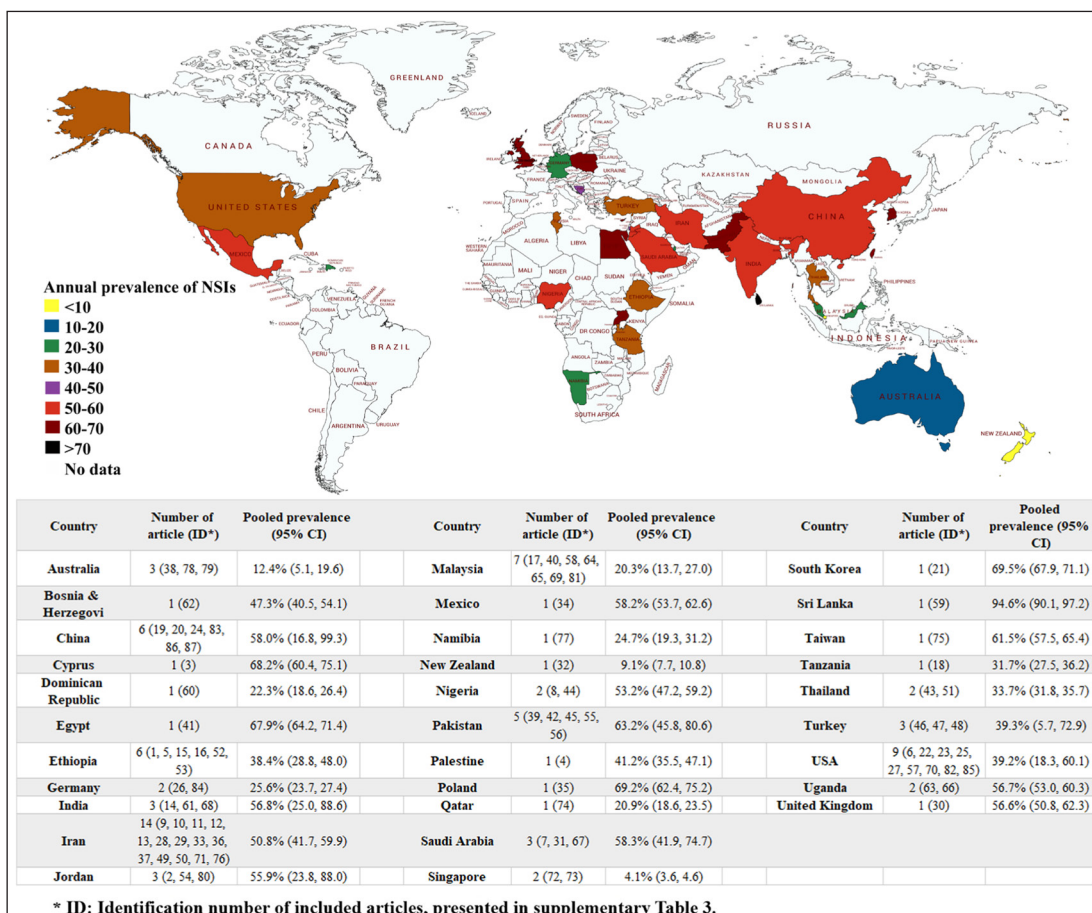 GREENLAND
ICELAND
RUSSIA
CANADA
SWEDEN
FINLAND
BELARUS
UKRAINE
FRANCE
SPAIN
KAZAKHSTAN
MONGOLIA
UNITED STATES
TURKEY
SYRIA
IRAQ
IRAN
CHINA
JAPAN
MOROCCO
ALGERIA
LIBYA
SAUDI ARABIA
INDIA
MEXICO
CUBA
WESTERN SAHARA
MAURITANIA
MALI
NIGER
CHAD
SUDAN
YEMEN
PHILIPPINES
NIGERIA
ETHIOPIA
SOMALIA
VENEZUELA
COLOMBIA
ECUADOR
KENYA
DR CONGO
TANZANIA
MALAYSIA
INDONESIA
PAPUA NEW GUINEA
PERU
BRAZIL
BOLIVIA
PARAGUAY
CHILE
ARGENTINA
URUGUAY
ANGOLA
ZAMBIA
NAMIBIA
BOTSWANA
MADAGASCAR
SOUTH AFRICA
AUSTRALIA
NEW ZEALAND
Annual prevalence of NSIs
<10
10-20
20-30
30-40
40-50
50-60
60-70
>70
No data
Country Number of article (ID*) Pooled prevalence (95% CI) Country Number of article (ID*) Pooled prevalence (95% CI) Country Number of article (ID*) Pooled prevalence (95% CI)
Australia 3 (38, 78, 79) 12.4% (5.1, 19.6) Malaysia 7 (17, 40, 58, 64, 65, 69, 81) 20.3% (13.7, 27.0) South Korea 1 (21) 69.5% (67.9, 71.1)
Bosnia & Herzegovi 1 (62) 47.3% (40.5, 54.1) Mexico 1 (34) 58.2% (53.7, 62.6) Sri Lanka 1 (59) 94.6% (90.1, 97.2)
China 6 (19, 20, 24, 83, 86, 87) 58.0% (16.8, 99.3) Namibia 1 (77) 24.7% (19.3, 31.2) Taiwan 1 (75) 61.5% (57.5, 65.4)
Cyprus 1 (3) 68.2% (60.4, 75.1) New Zealand 1 (32) 9.1% (7.7, 10.8) Tanzania 1 (18) 31.7% (27.5, 36.2)
Dominican Republic 1 (60) 22.3% (18.6, 26.4) Nigeria 2 (8, 44) 53.2% (47.2, 59.2) Thailand 2 (43, 51) 33.7% (31.8, 35.7)
Egypt 1 (41) 67.9% (64.2, 71.4) Pakistan 5 (39, 42, 45, 55, 56) 63.2% (45.8, 80.6) Turkey 3 (46, 47, 48) 39.3% (5.7, 72.9)
Ethiopia 6 (1, 5, 15, 16, 52, 53) 38.4% (28.8, 48.0) Palestine 1 (4) 41.2% (35.5, 47.1) USA 9 (6, 22, 23, 25, 27, 57, 70, 82, 85) 39.2% (18.3, 60.1)
Germany 2 (26, 84) 25.6% (23.7, 27.4) Poland 1 (35) 69.2% (62.4, 75.2) Uganda 2 (63, 66) 56.7% (53.0, 60.3)
India 3 (14, 61, 68) 56.8% (25.0, 88.6) Qatar 1 (74) 20.9% (18.6, 23.5) United Kingdom 1 (30) 56.6% (50.8, 62.3)
Iran 14 (9, 10, 11, 12, 13, 28, 29, 33, 36, 37, 49, 50, 71, 76) 50.8% (41.7, 59.9) Saudi Arabia 3 (7, 31, 67) 58.3% (41.9, 74.7)
Jordan 3 (2, 54, 80) 55.9% (23.8, 88.0) Singapore 2 (72, 73) 4.1% (3.6, 4.6)
* ID: Identification number of included articles, presented in supplementary Table 3.